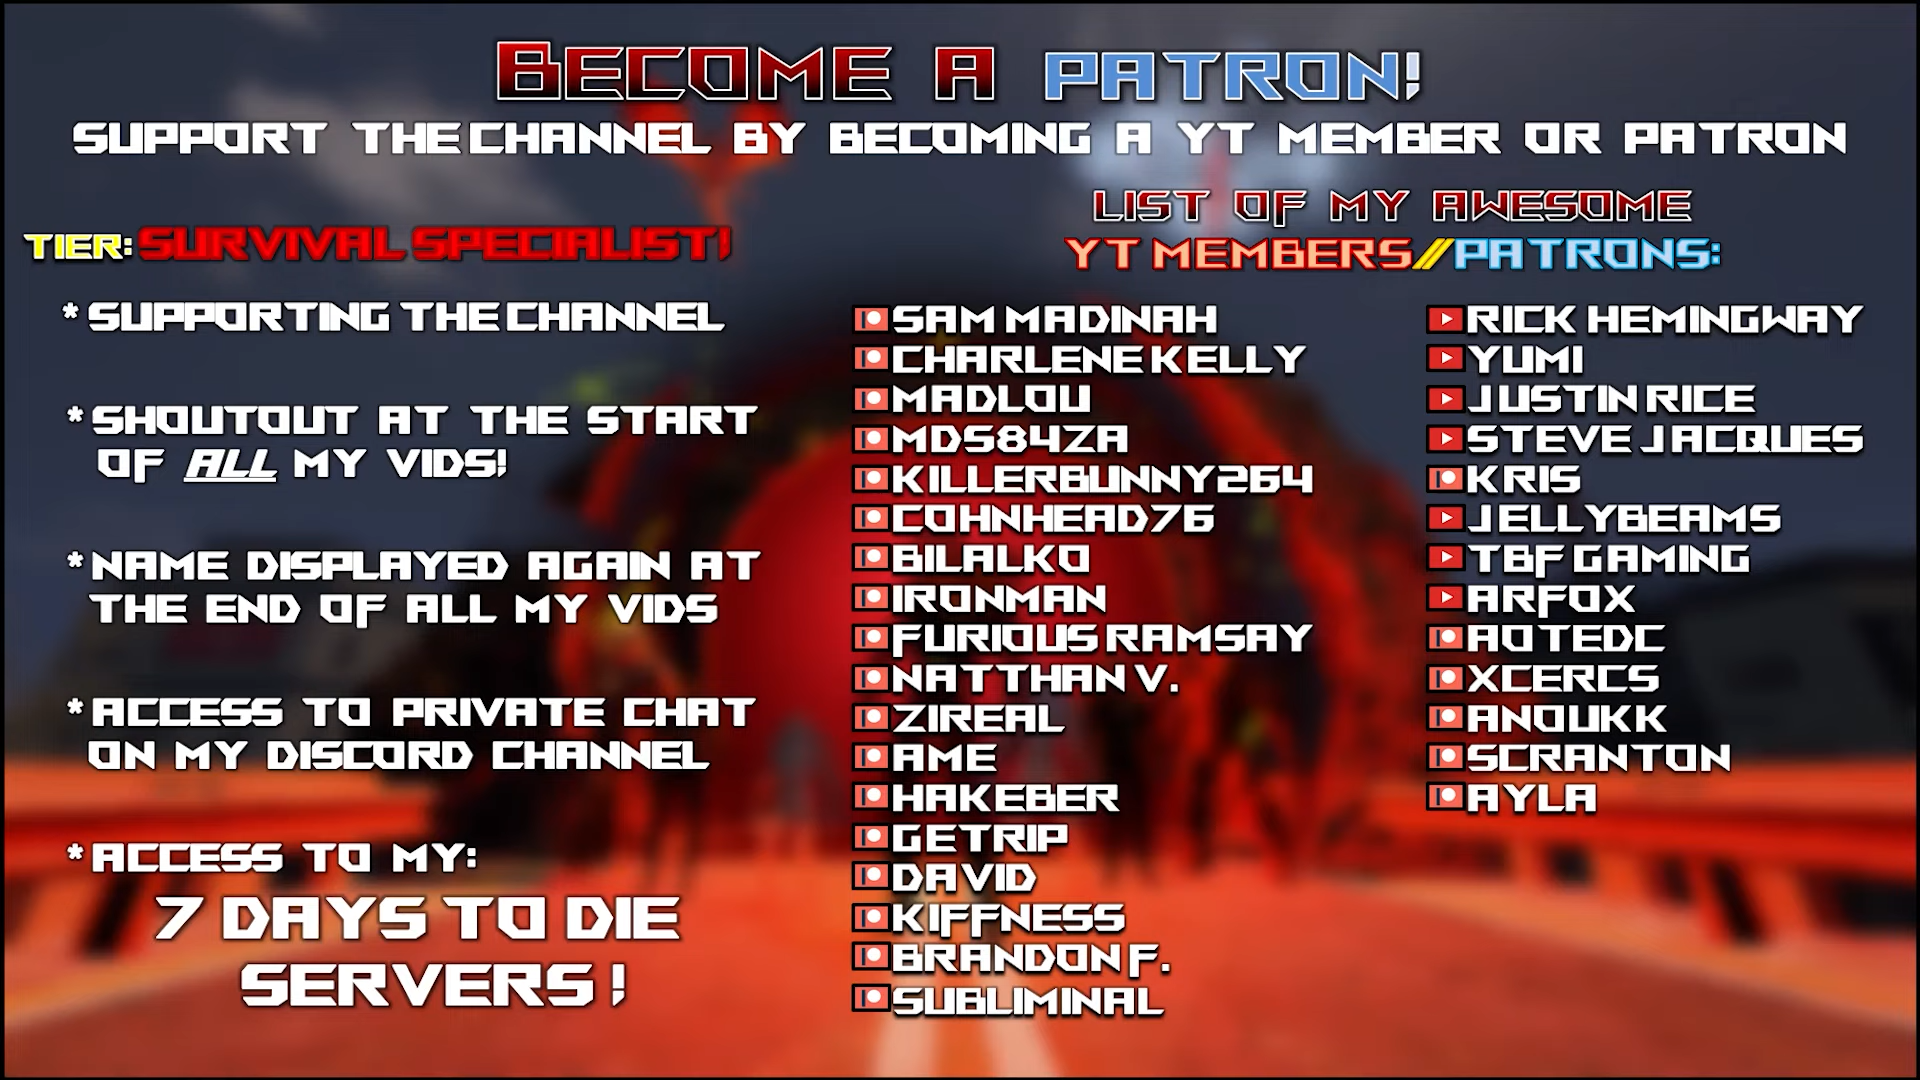 BECOME A PATRON!
SUPPORT THE CHANNEL BY BECOMING A YT MEMBER OR PATRON
TIER: SURVIVAL SPECIALIST!
* SUPPORTING THE CHANNEL
* SHOUTOUT AT THE START
OF ALL MY VIDS!
* NAME DISPLAYED AGAIN AT
THE END OF ALL MY VIDS
* ACCESS TO PRIVATE CHAT
ON MY DISCORD CHANNEL
* ACCESS TO MY:
7 DAYS TO DIE
SERVERS !
LIST OF MY AWESOME
YT MEMBERS//PATRONS:
SAM MADINAH
CHARLENE KELLY
MADLOU
MDS84ZA
KILLERBUNNY264
COHNHEAD76
BILALKO
IRONMAN
FURIOUS RAMSAY
NATTHAN V.
ZIREAL
AME
HAKEBER
GETRIP
DAVID
KIFFNESS
BRANDON F.
SUBLIMINAL
RICK HEMINGWAY
YUMI
JUSTIN RICE
STEVE JACQUES
KRIS
JELLYBEAMS
TBF GAMING
ARFOX
AOTEDC
XCERCS
ANOUKK
SCRANTON
AYLA